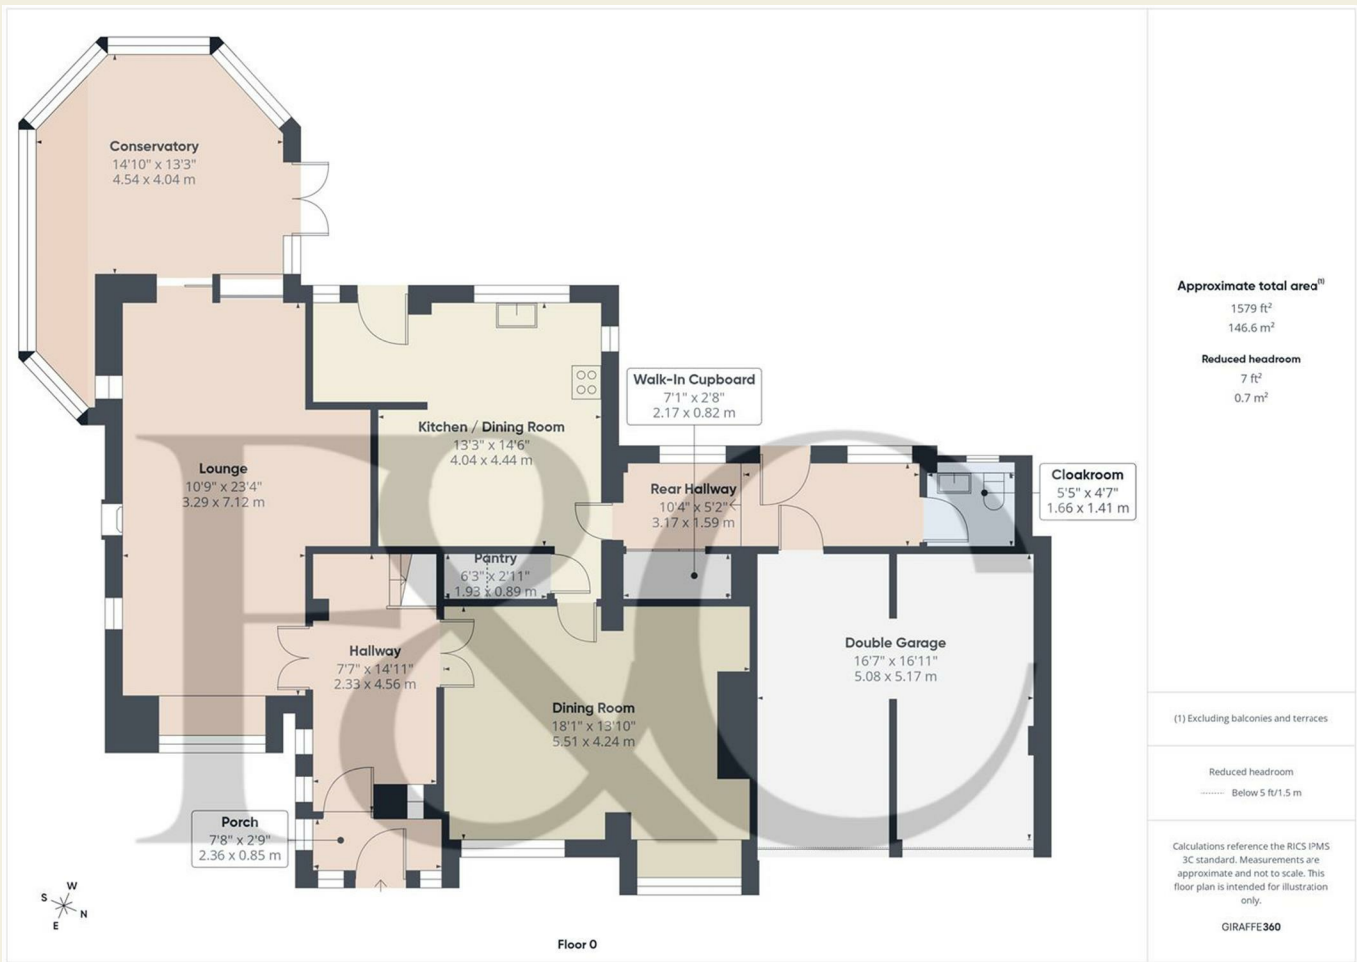 Conservatory
14'10" x 13'3"
4.54 x 4.04 m
Walk-In Cupboard
7'1" x 2'8"
2.17 x 0.82 m
Kitchen / Dining Room
13'3" x 14'6"
4.04 x 4.44 m
Lounge
10'9" x 23'4"
3.29 x 7.12 m
Rear Hallway
10'4" x 5'2"
3.17 x 1.59 m
Cloakroom
5'5" x 4'7"
1.66 x 1.41 m
Pantry
6'3" x 2'11"
1.93 x 0.89 m
Hallway
7'7" x 14'11"
2.33 x 4.56 m
Double Garage
16'7" x 16'11"
5.08 x 5.17 m
Dining Room
18'1" x 13'10"
5.51 x 4.24 m
Porch
7'8" x 2'9"
2.36 x 0.85 m
F&C
W
S
N
E
Floor 0
Approximate total area(1)
1579 ft²
146.6 m²
Reduced headroom
7 ft²
0.7 m²
(1) Excluding balconies and terraces
Reduced headroom
Below 5 ft/1.5 m
Calculations reference the RICS IPMS
3C standard. Measurements are
approximate and not to scale. This
floor plan is intended for illustration
only.
GIRAFFE360